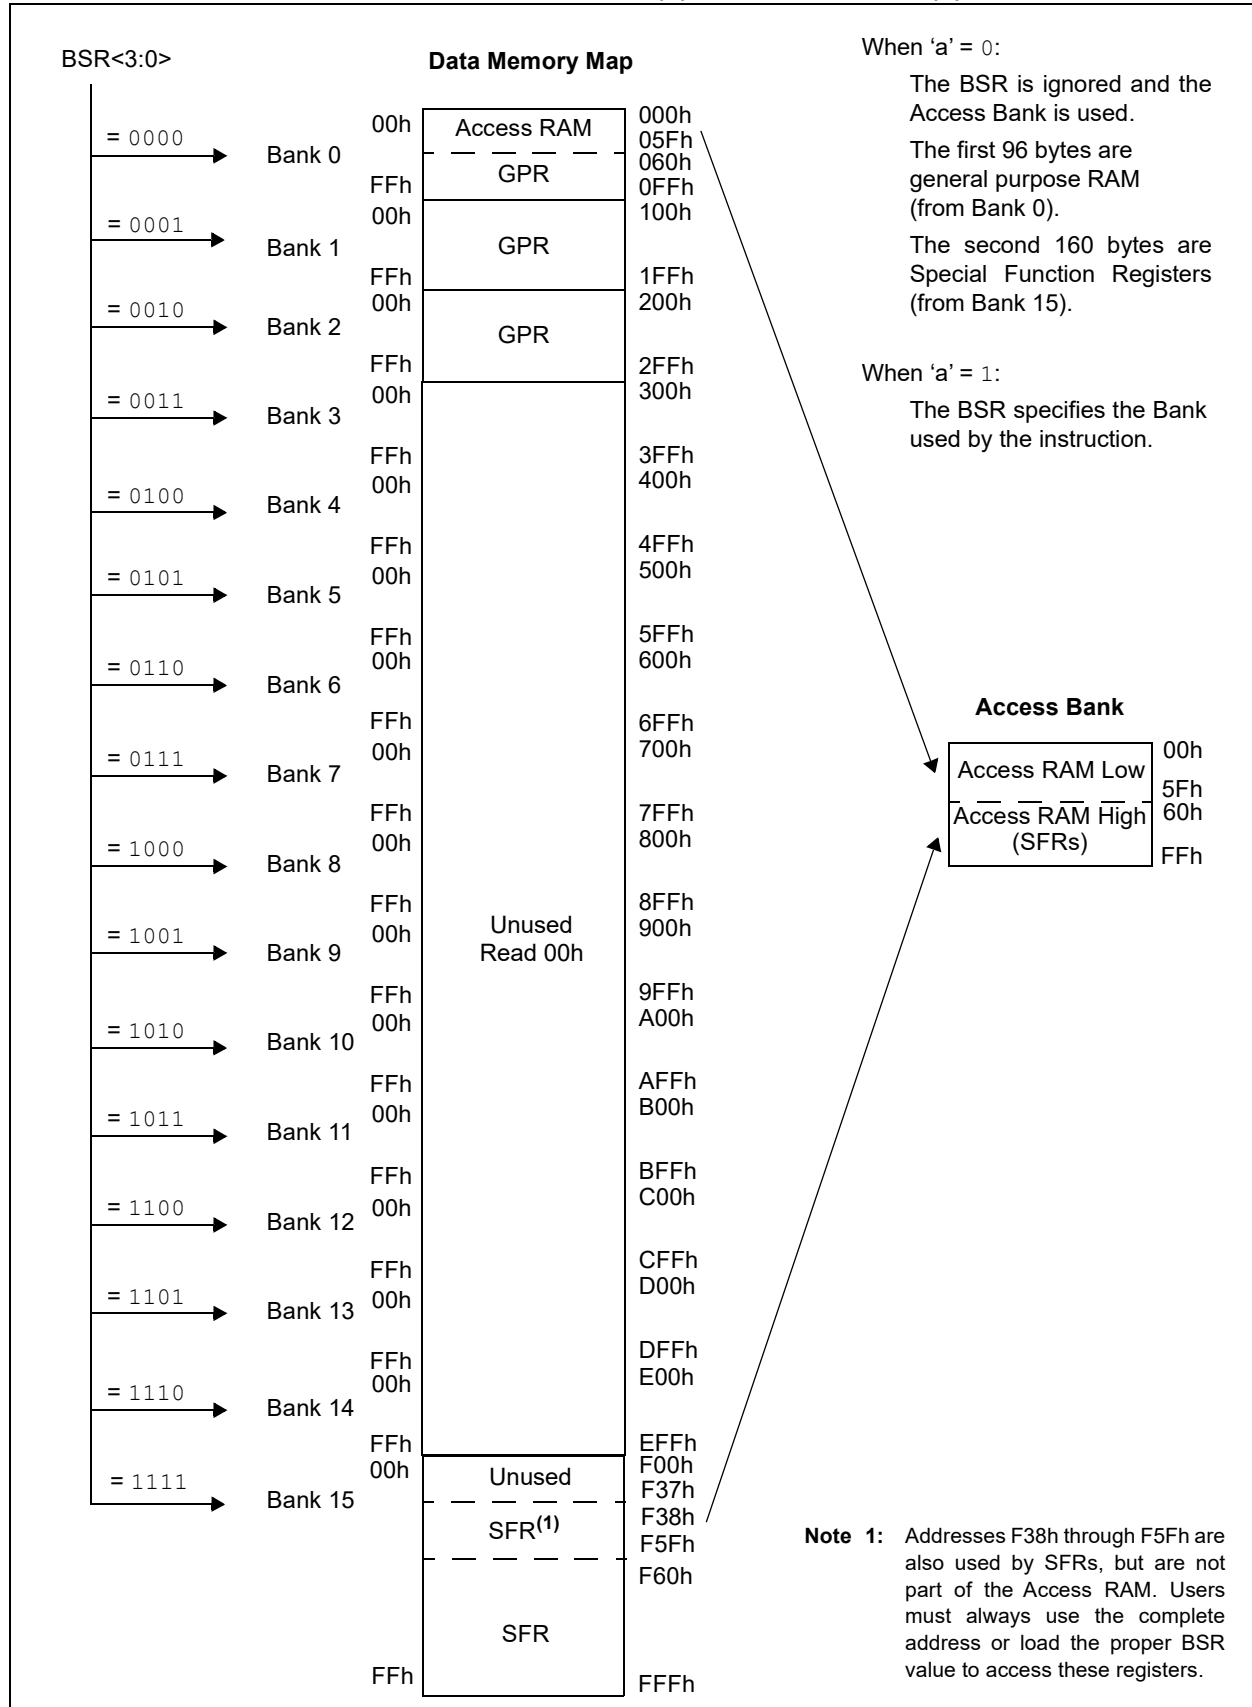 BSR<3:0>
Data Memory Map
When ‘a’ = 0:
The BSR is ignored and the
Access Bank is used.
The first 96 bytes are
general purpose RAM
(from Bank 0).
The second 160 bytes are
Special Function Registers
(from Bank 15).
When ‘a’ = 1:
The BSR specifies the Bank
used by the instruction.
= 0000
Bank 0
00h
Access RAM
000h
05Fh
060h
GPR
FFh
0FFh
= 0001
Bank 1
00h
100h
GPR
FFh
1FFh
= 0010
Bank 2
00h
200h
GPR
FFh
2FFh
= 0011
Bank 3
00h
300h
FFh
3FFh
= 0100
Bank 4
00h
400h
FFh
4FFh
= 0101
Bank 5
00h
500h
FFh
5FFh
= 0110
Bank 6
00h
600h
FFh
6FFh
= 0111
Bank 7
00h
700h
FFh
7FFh
= 1000
Bank 8
00h
800h
FFh
8FFh
= 1001
Bank 9
00h
900h
Unused
Read 00h
FFh
9FFh
= 1010
Bank 10
00h
A00h
FFh
AFFh
= 1011
Bank 11
00h
B00h
FFh
BFFh
= 1100
Bank 12
00h
C00h
FFh
CFFh
= 1101
Bank 13
00h
D00h
FFh
DFFh
= 1110
Bank 14
00h
E00h
FFh
EFFh
= 1111
Bank 15
00h
F00h
Unused
F37h
F38h
SFR(1)
F5Fh
F60h
SFR
FFh
FFFh
Access Bank
Access RAM Low
00h
5Fh
Access RAM High
(SFRs)
60h
FFh
Note 1: Addresses F38h through F5Fh are
also used by SFRs, but are not
part of the Access RAM. Users
must always use the complete
address or load the proper BSR
value to access these registers.